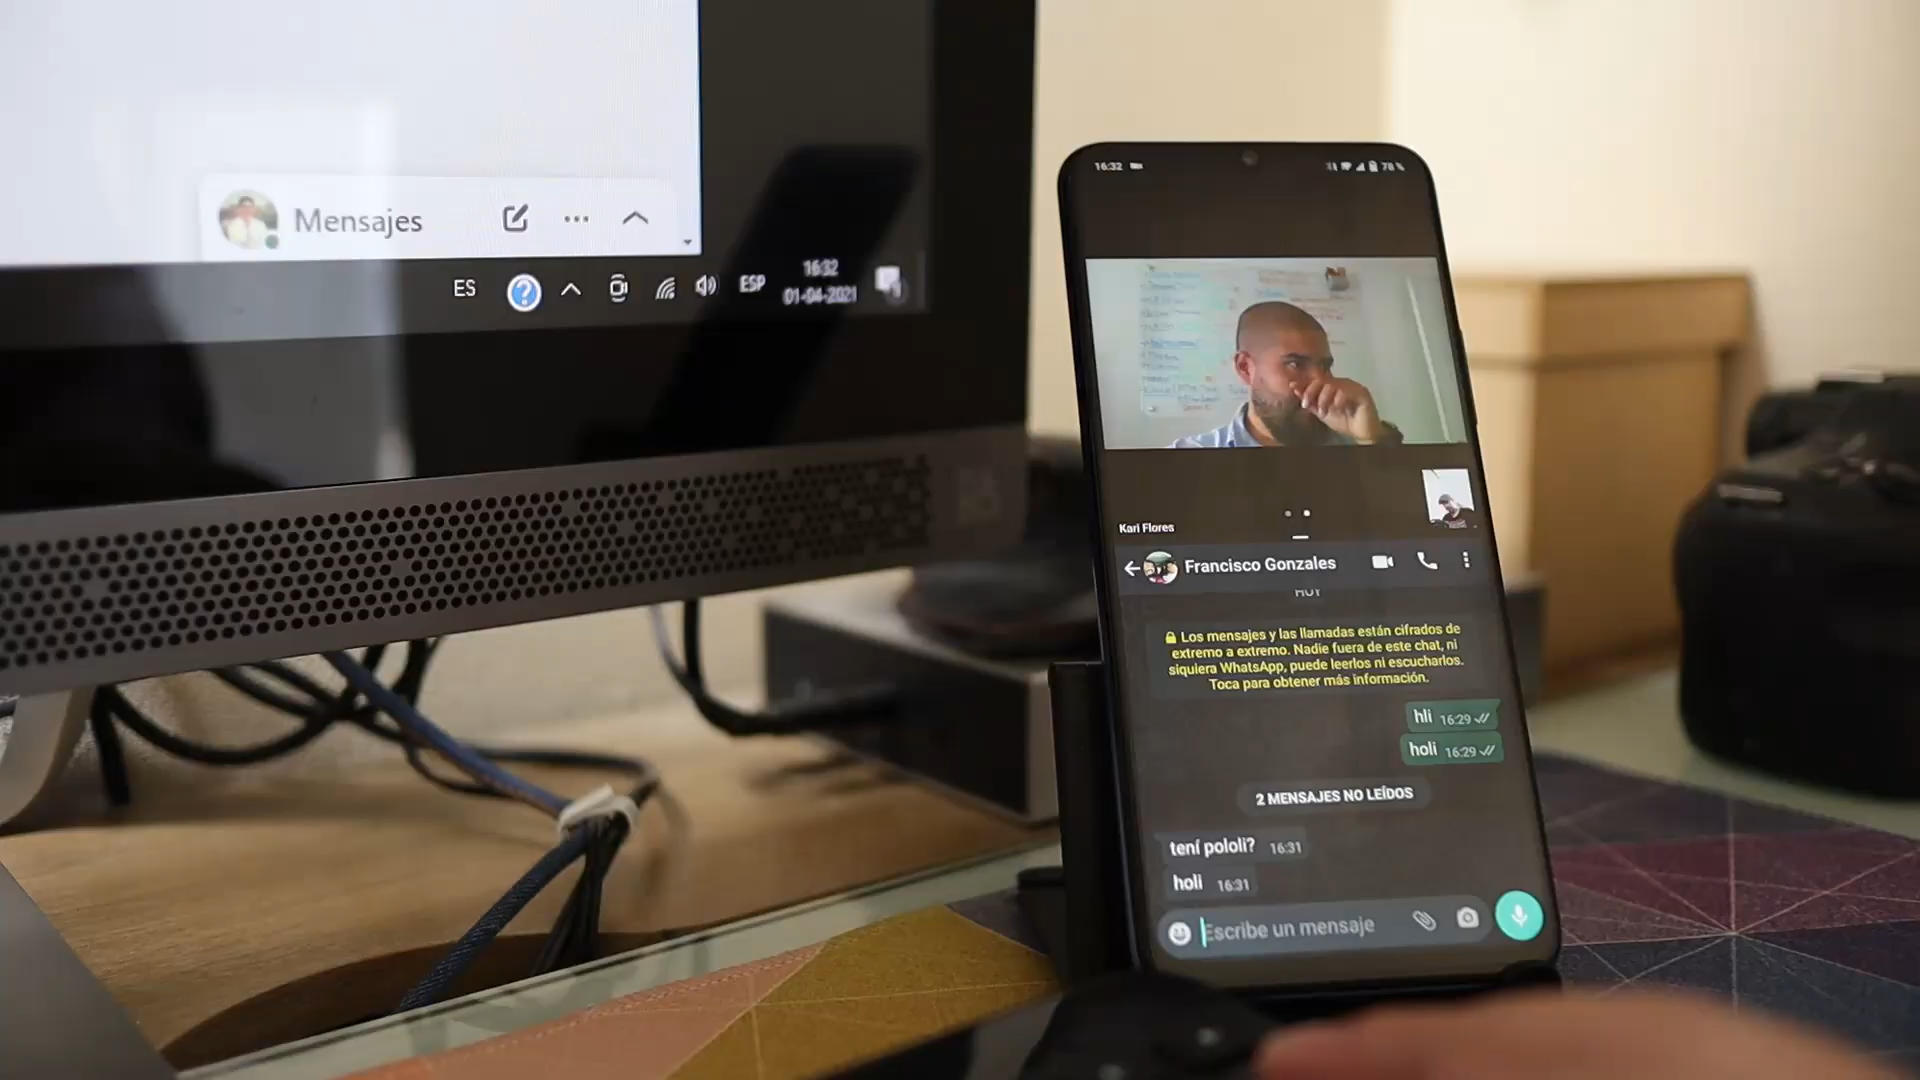 Mensajes
ES
ESP
16:32
01-04-2021
16:32
78%
Kari Flores
Francisco Gonzales
HOY
Los mensajes y las llamadas están cifrados de
extremo a extremo. Nadie fuera de este chat, ni
siquiera WhatsApp, puede leerlos ni escucharlos.
Toca para obtener más información.
hli 16:29
holi 16:29
2 MENSAJES NO LEÍDOS
tení pololi? 16:31
holi 16:31
Escribe un mensaje